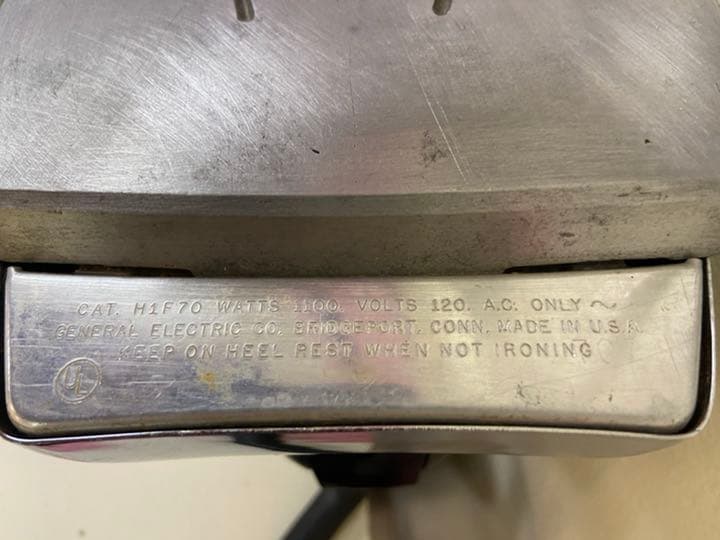 CAT. H1F70 WATTS 1100. VOLTS 120. A.C. ONLY ~
GENERAL ELECTRIC CO. BRIDGEPORT, CONN. MADE IN U.S.A.
KEEP ON HEEL REST WHEN NOT IRONING
UL